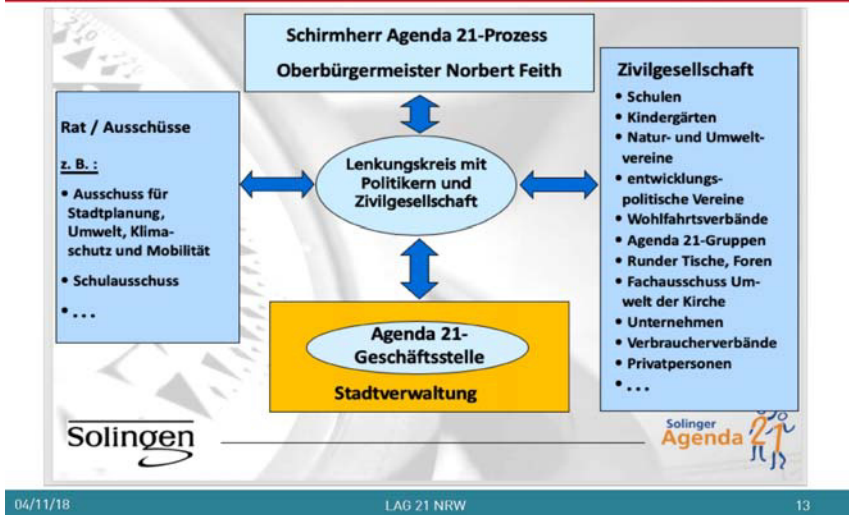 Schirmherr Agenda 21-Prozess
Oberbürgermeister Norbert Feith
Rat / Ausschüsse
z. B. :
• Ausschuss für
Stadtplanung,
Umwelt, Klima-
schutz und Mobilität
• Schulausschuss
• . . .
Lenkungskreis mit
Politikern und
Zivilgesellschaft
Zivilgesellschaft
• Schulen
• Kindergärten
• Natur- und Umwelt-
vereine
• entwicklungs-
politische Vereine
• Wohlfahrtsverbände
• Agenda 21-Gruppen
• Runder Tische, Foren
• Fachausschuss Um-
welt der Kirche
• Unternehmen
• Verbraucherverbände
• Privatpersonen
• . . .
Agenda 21-
Geschäftsstelle
Stadtverwaltung
Solingen
Solinger
Agenda 21
04/11/18 LAG 21 NRW 13